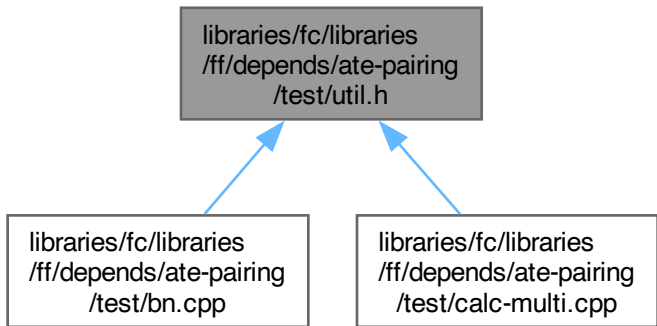 libraries/fc/libraries
/ff/depends/ate-pairing
/test/util.h
libraries/fc/libraries
/ff/depends/ate-pairing
/test/bn.cpp
libraries/fc/libraries
/ff/depends/ate-pairing
/test/calc-multi.cpp